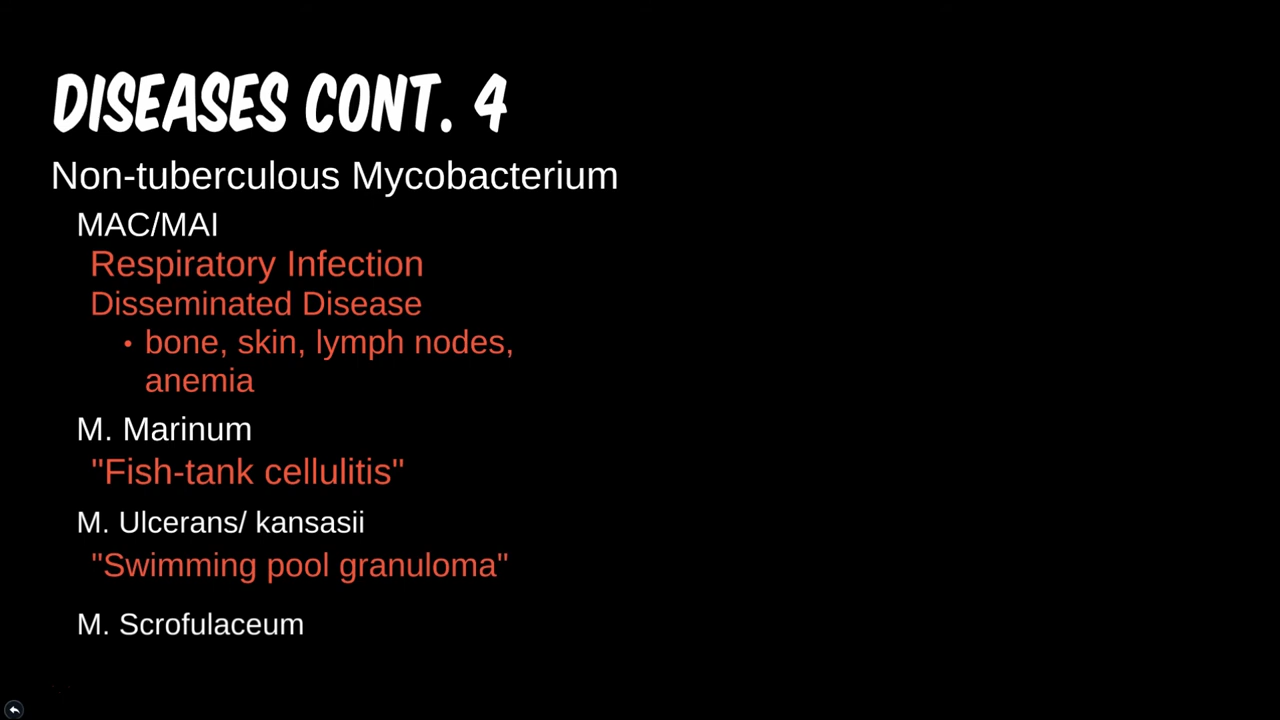 DISEASES CONT. 4
Non-tuberculous Mycobacterium
MAC/MAI
Respiratory Infection
Disseminated Disease
• bone, skin, lymph nodes,
anemia
M. Marinum
"Fish-tank cellulitis"
M. Ulcerans/ kansasii
"Swimming pool granuloma"
M. Scrofulaceum